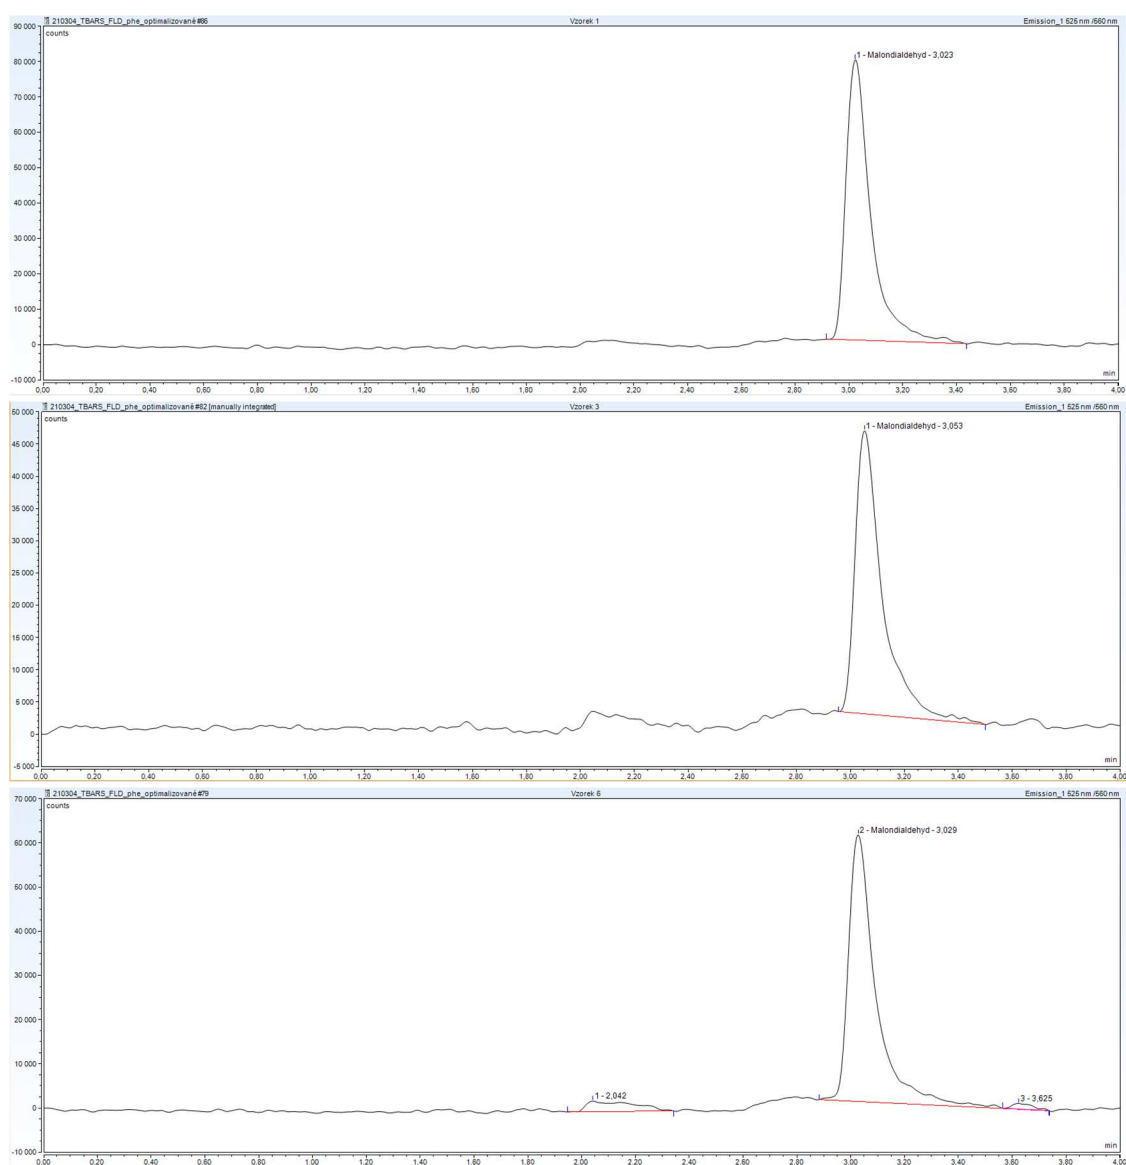 210304_TBARS_FLD_phe_optimalizované #86 Vzorek 1 Emission_1 525 nm /560 nm
counts
90 000
1 - Malondialdehyd - 3,023
80 000
70 000
60 000
50 000
40 000
30 000
20 000
10 000
0
-10 000
min
0,00 0,20 0,40 0,60 0,80 1,00 1,20 1,40 1,60 1,80 2,00 2,20 2,40 2,60 2,80 3,00 3,20 3,40 3,60 3,80 4,00
210304_TBARS_FLD_phe_optimalizované #82 [manually integrated] Vzorek 3 Emission_1 525 nm /560 nm
50 000
counts
1 - Malondialdehyd - 3,053
45 000
40 000
35 000
30 000
25 000
20 000
15 000
10 000
5 000
0
-5 000
min
0,00 0,20 0,40 0,60 0,80 1,00 1,20 1,40 1,60 1,80 2,00 2,20 2,40 2,60 2,80 3,00 3,20 3,40 3,60 3,80 4,00
210304_TBARS_FLD_phe_optimalizované #79 Vzorek 6 Emission_1 525 nm /560 nm
70 000
counts
2 - Malondialdehyd - 3,029
60 000
50 000
40 000
30 000
20 000
10 000
1 - 2,042
3 - 3,625
0
-10 000
min
0,00 0,20 0,40 0,60 0,80 1,00 1,20 1,40 1,60 1,80 2,00 2,20 2,40 2,60 2,80 3,00 3,20 3,40 3,60 3,80 4,00